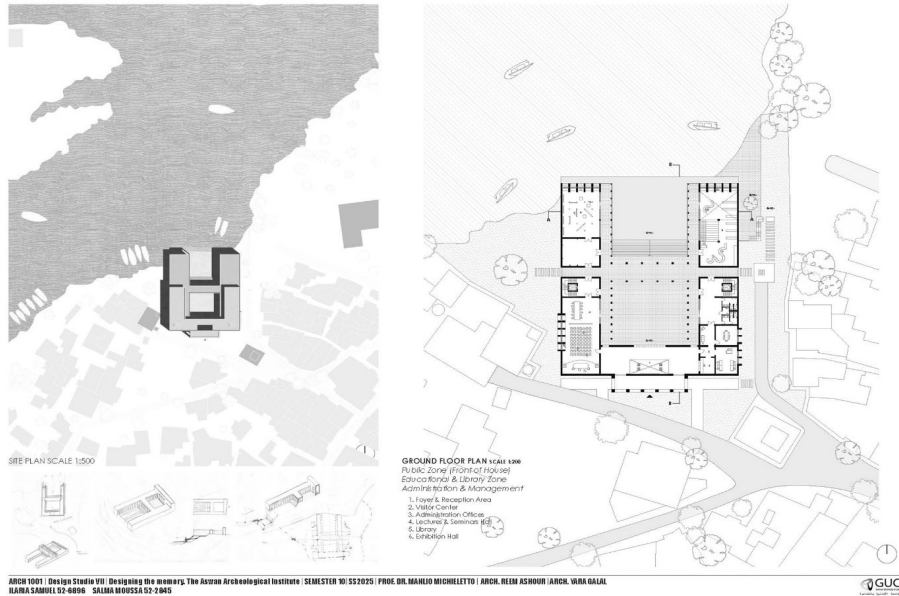 SITE PLAN SCALE 1:500
GROUND FLOOR PLAN SCALE 1:200
Public Zone (Front of House)
Educational & Library Zone
Administration & Management
1. Foyer & Reception Area
2. Visitor Center
3. Administration Offices
4. Lectures & Seminars Hall
5. Library
6. Exhibition Hall
ARCH 1001 | Design Studio VII | Designing the memory, The Aswan Archeological Institute | SEMESTER 10| SS2025 | PROF. DR. MANLIO MICHIELETTO | ARCH. REEM ASHOUR | ARCH. YARA GALAL
ILARIA SAMUEL 52-6896 SALMA MOUSSA 52-2645
GUC